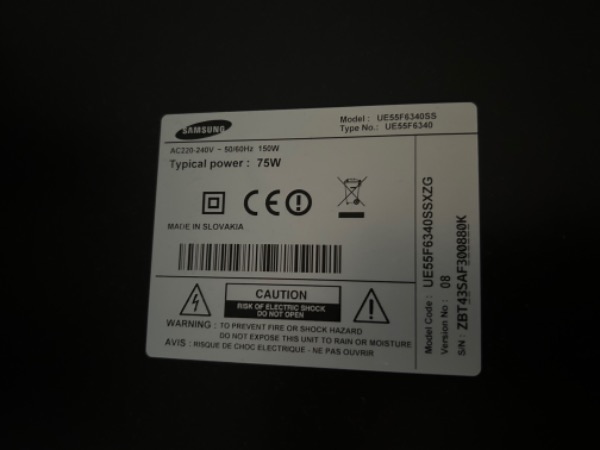 SAMSUNG
Model : UE55F6340SS
Type No.: UE55F6340
AC220-240V ~ 50/60Hz 150W
Typical power : 75W
MADE IN SLOVAKIA
CAUTION
RISK OF ELECTRIC SHOCK
DO NOT OPEN
WARNING : TO PREVENT FIRE OR SHOCK HAZARD
DO NOT EXPOSE THIS UNIT TO RAIN OR MOISTURE
AVIS : RISQUE DE CHOC ELECTRIQUE - NE PAS OUVRIR
Model Code : UE55F6340SSXZG
Version No : 08
S/N : ZBT43SAF300880K